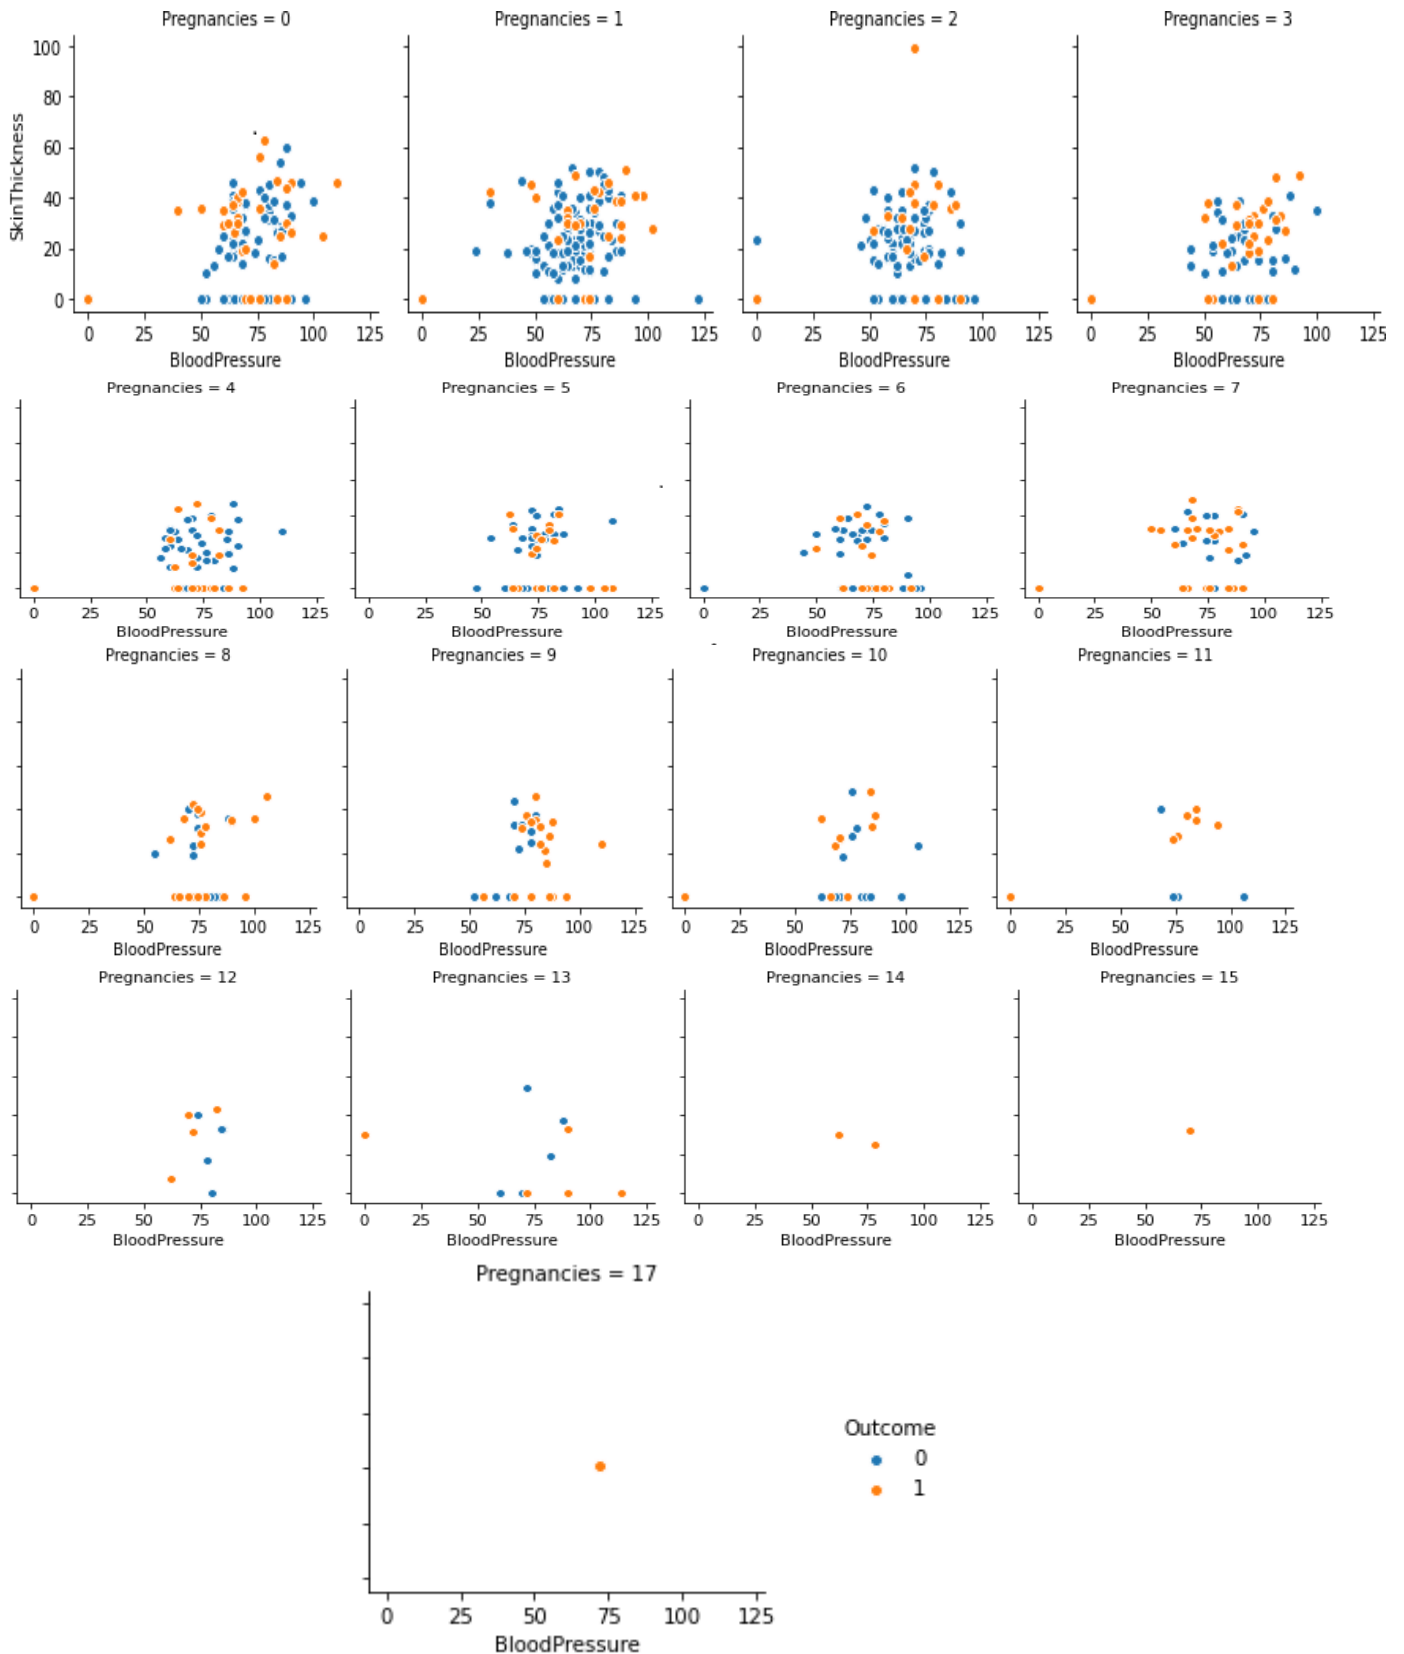 Pregnancies = 0 Pregnancies = 1 Pregnancies = 2 Pregnancies = 3
100
80
60
40
20
0
SkinThickness
0 25 50 75 100 125 0 25 50 75 100 125 0 25 50 75 100 125 0 25 50 75 100 125
BloodPressure BloodPressure BloodPressure BloodPressure
Pregnancies = 4 Pregnancies = 5 Pregnancies = 6 Pregnancies = 7
0 25 50 75 100 125 0 25 50 75 100 125 0 25 50 75 100 125 0 25 50 75 100 125
BloodPressure BloodPressure BloodPressure BloodPressure
Pregnancies = 8 Pregnancies = 9 Pregnancies = 10 Pregnancies = 11
0 25 50 75 100 125 0 25 50 75 100 125 0 25 50 75 100 125 0 25 50 75 100 125
BloodPressure BloodPressure BloodPressure BloodPressure
Pregnancies = 12 Pregnancies = 13 Pregnancies = 14 Pregnancies = 15
0 25 50 75 100 125 0 25 50 75 100 125 0 25 50 75 100 125 0 25 50 75 100 125
BloodPressure BloodPressure BloodPressure BloodPressure
Pregnancies = 17
0 25 50 75 100 125
BloodPressure
Outcome
0
1